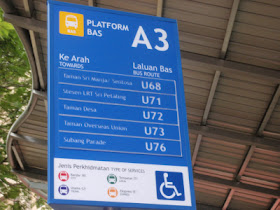 PLATFORM
BAS
A3
Ke Arah
TOWARDS
Laluan Bas
BUS ROUTE
Taman Sri Manja, Sentosa U68
Stesen LRT Sri Petaling U71
Taman Desa U72
Taman Overseas Union U73
Subang Parade U76
Jenis Perkhidmatan TYPE OF SERVICES